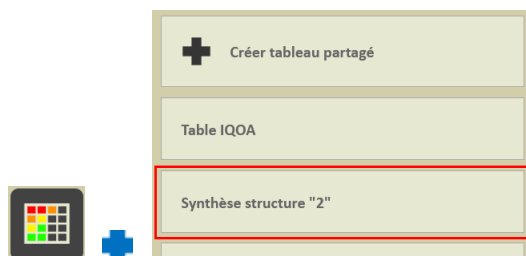 Créer tableau partagé
Table IQOA
Synthèse structure "2"